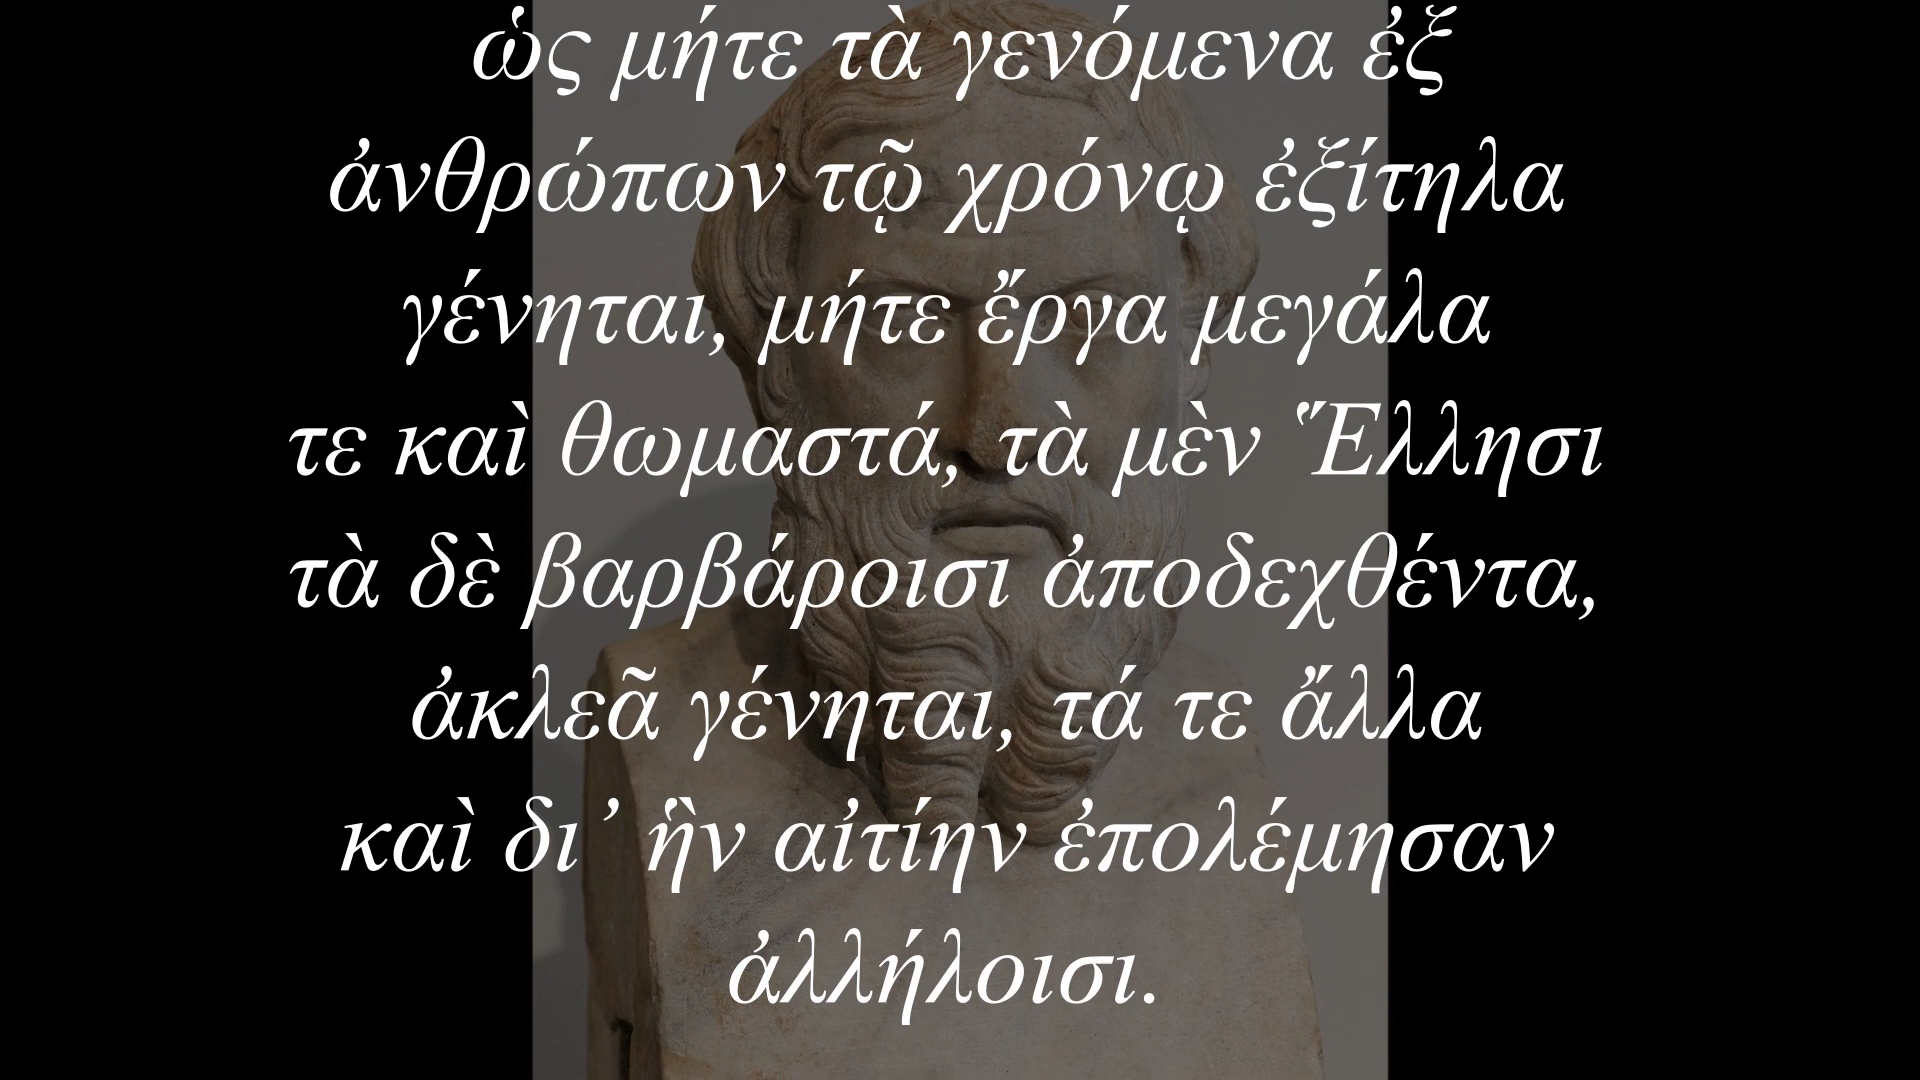 ὡς μήτε τὰ γενόμενα ἐξ
ἀνθρώπων τῷ χρόνῳ ἐξίτηλα
γένηται, μήτε ἔργα μεγάλα
τε καὶ θωμαστά, τὰ μὲν Ἕλλησι
τὰ δὲ βαρβάροισι ἀποδεχθέντα,
ἀκλεᾶ γένηται, τά τε ἄλλα
καὶ δι᾽ ἣν αἰτίην ἐπολέμησαν
ἀλλήλοισι.